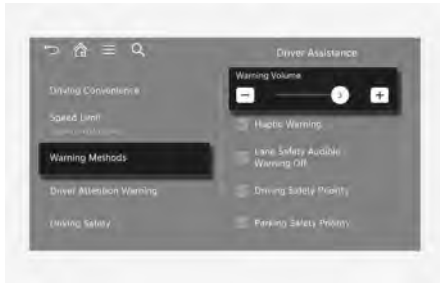 Driver Assistance
Driving Convenience
Speed Limit
Warning Methods
Driver Attention Warning
Driving Safety
Warning Volume
Haptic Warning
Lane Safety Audible
Warning Off
Driving Safety Priority
Parking Safety Priority